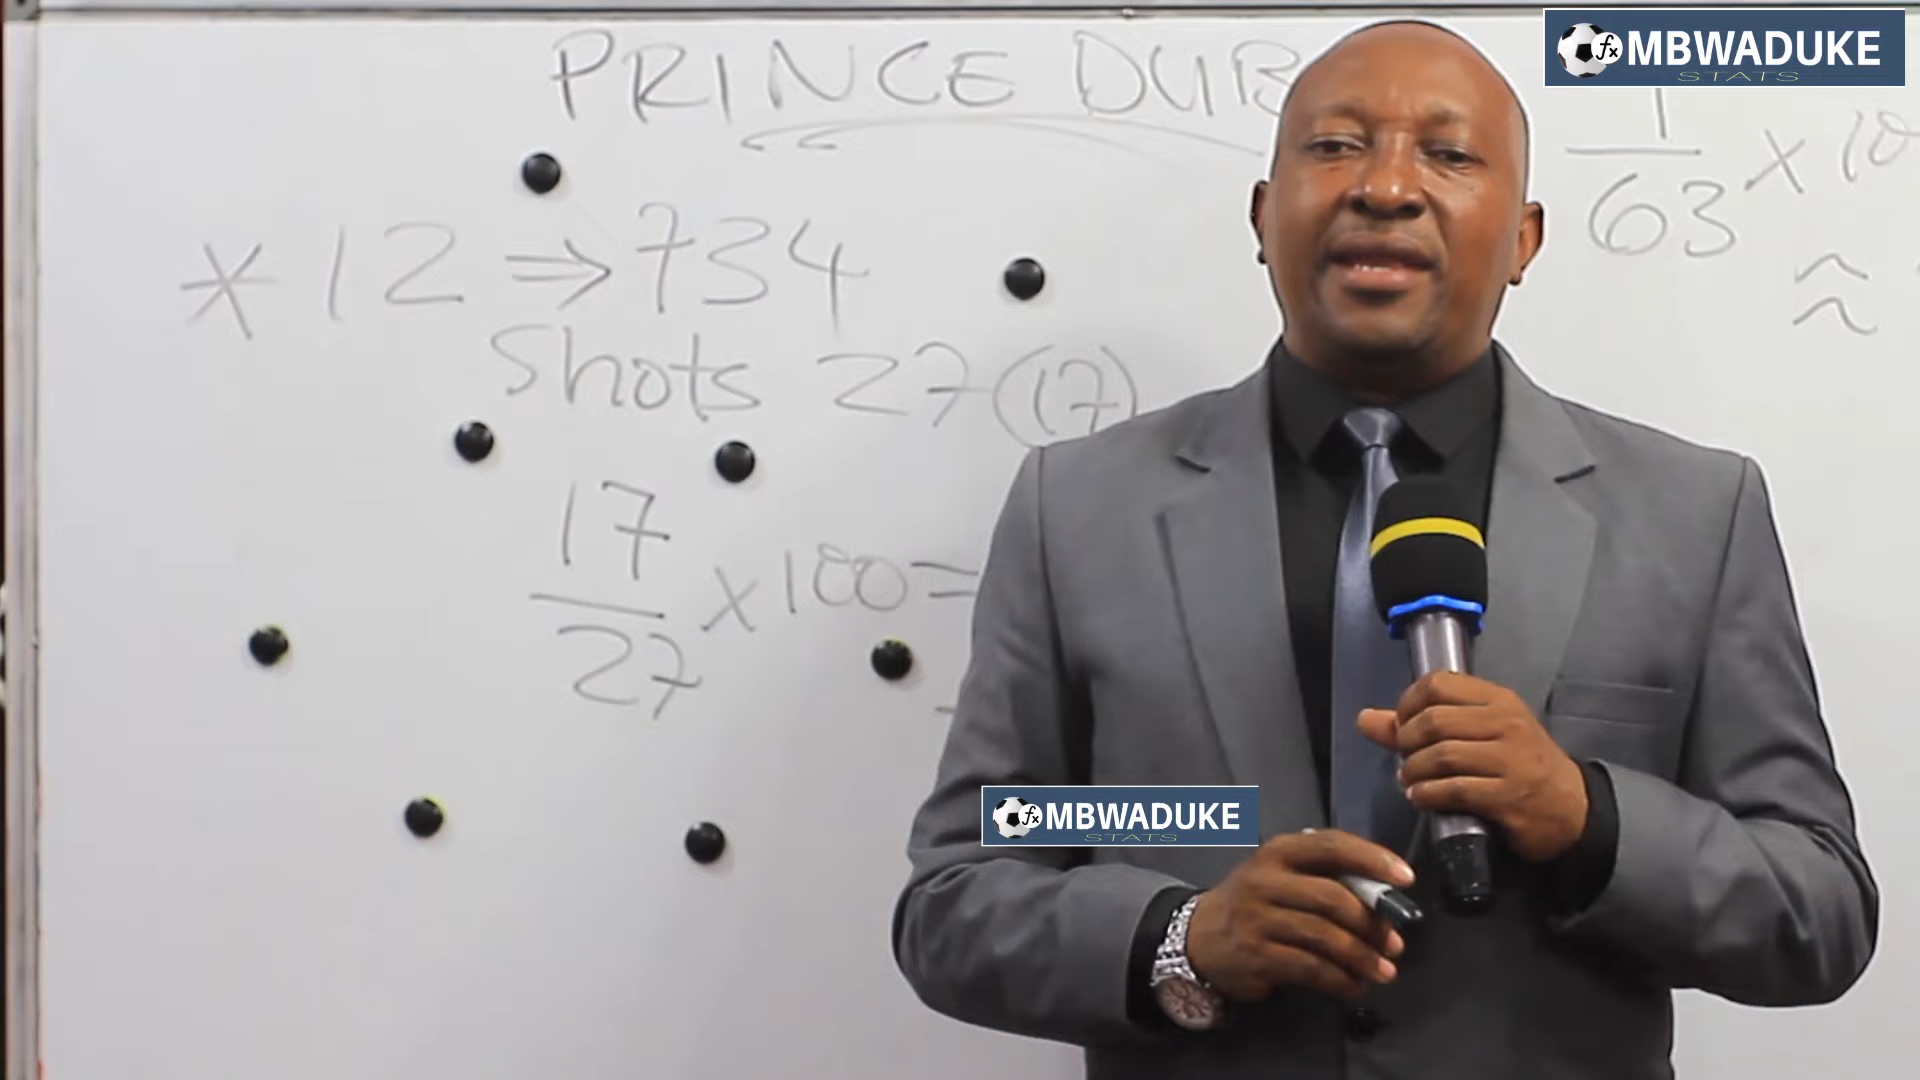 PRINCE DUB
MBWADUKE
STATS
1
63 × 10
≈
* 12 ⇒ 734
Shots 27 (17)
17
27 × 100 =
MBWADUKE
STATS